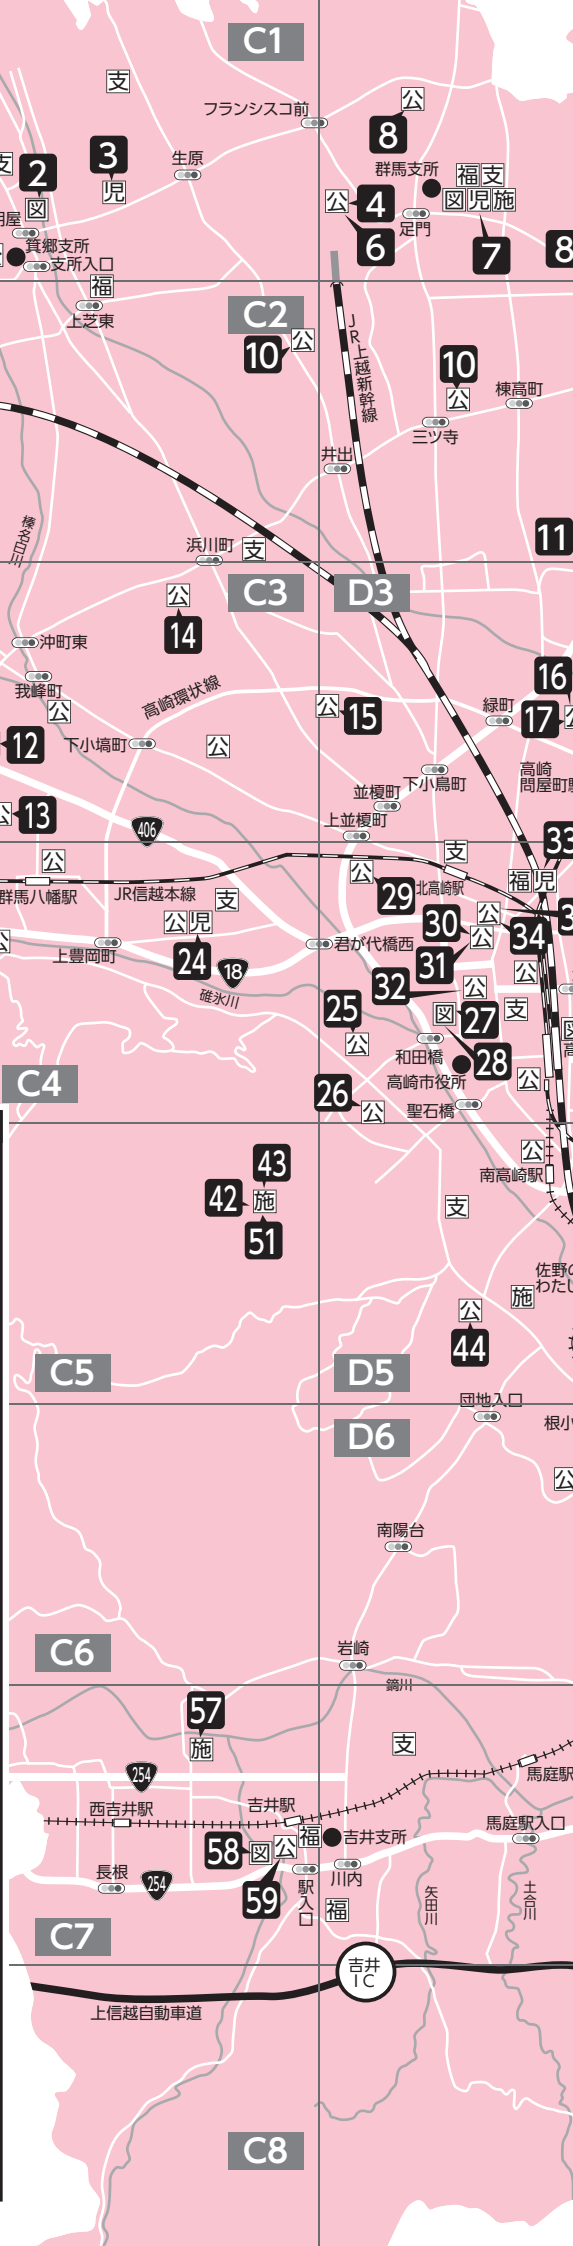 C1
支
フランシスコ前
公
8
支
2
3
児
生原
群馬支所
福支
図
公
4
図児施
足門
6
7
8
箕郷支所
支所入口
福
上芝東
C2
公
10
JR上越新幹線
10
公
棟高町
三ツ寺
井出
榛名白川
浜川町
支
11
C3
D3
公
14
沖町東
我峰町
公
高崎環状線
公
15
16
緑町
17
公
12
下小塙町
公
下小鳥町
高崎
問屋町
並榎町
公
13
406
上並榎町
33
公
支
群馬八幡駅
JR信越本線
支
公
29
北高崎駅
福児
公児
30
公
公
34
3
公
上豊岡町
24
18
君が代橋西
31
公
碓氷川
32
公
25
公
図
27
支
和田橋
28
高崎市役所
公
C4
26
公
聖石橋
公
43
42
施
51
南高崎駅
支
佐野の
わたし
施
公
44
C5
D5
団地入口
D6
根小
公
南陽台
C6
岩崎
鏑川
57
施
支
254
馬庭駅
西吉井駅
吉井駅
58
図
公
福
吉井支所
馬庭駅入口
長根
254
59
駅入口
川内
矢田川
土合川
福
C7
吉井
IC
上信越自動車道
C8